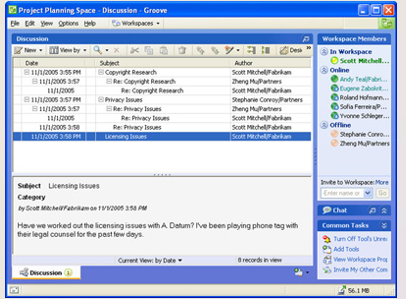 Project Planning Space - Discussion - Groove
File Edit View Options Help Workspaces
Discussion
New View by Desk
Date Subject Author
11/1/2005 3:55 PM Copyright Research Scott Mitchell/Fabrikam
11/1/2005 3:57 Re: Copyright Research Zheng Mu/Partners
11/1/2005 Re: Copyright Research Scott Mitchell/Fabrikam
11/1/2005 3:57 PM Privacy Issues Stephanie Conroy/Partners
11/1/2005 3:57 Re: Privacy Issues Zheng Mu/Partners
11/1/2005 Re: Privacy Issues Scott Mitchell/Fabrikam
11/1/2005 3:58 Re: Privacy Issues Scott Mitchell/Fabrikam
11/1/2005 3:58 PM Licensing Issues Scott Mitchell/Fabrikam
Subject Licensing Issues
Category
by Scott Mitchell/Fabrikam on 11/1/2005 3:58 PM
Have we worked out the licensing issues with A. Datum? I've been playing phone tag with
their legal counsel for the past few days.
Current View: by Date 8 records in view
Discussion
Workspace Members
In Workspace
Scott Mitchell...
Online
Andy Teal/Fabri...
Eugene Zabokrit...
Roland Hofmann...
Sofia Ferreira/P...
Yvonne Schleger...
Offline
Stephanie Conro...
Zheng Mu/Partners
Invite to Workspace: More
Enter name or Go
Chat
Common Tasks
Turn Off Tool's Unre
Add Tools
View Workspace Prop
Invite My Other Com
56.1 MB